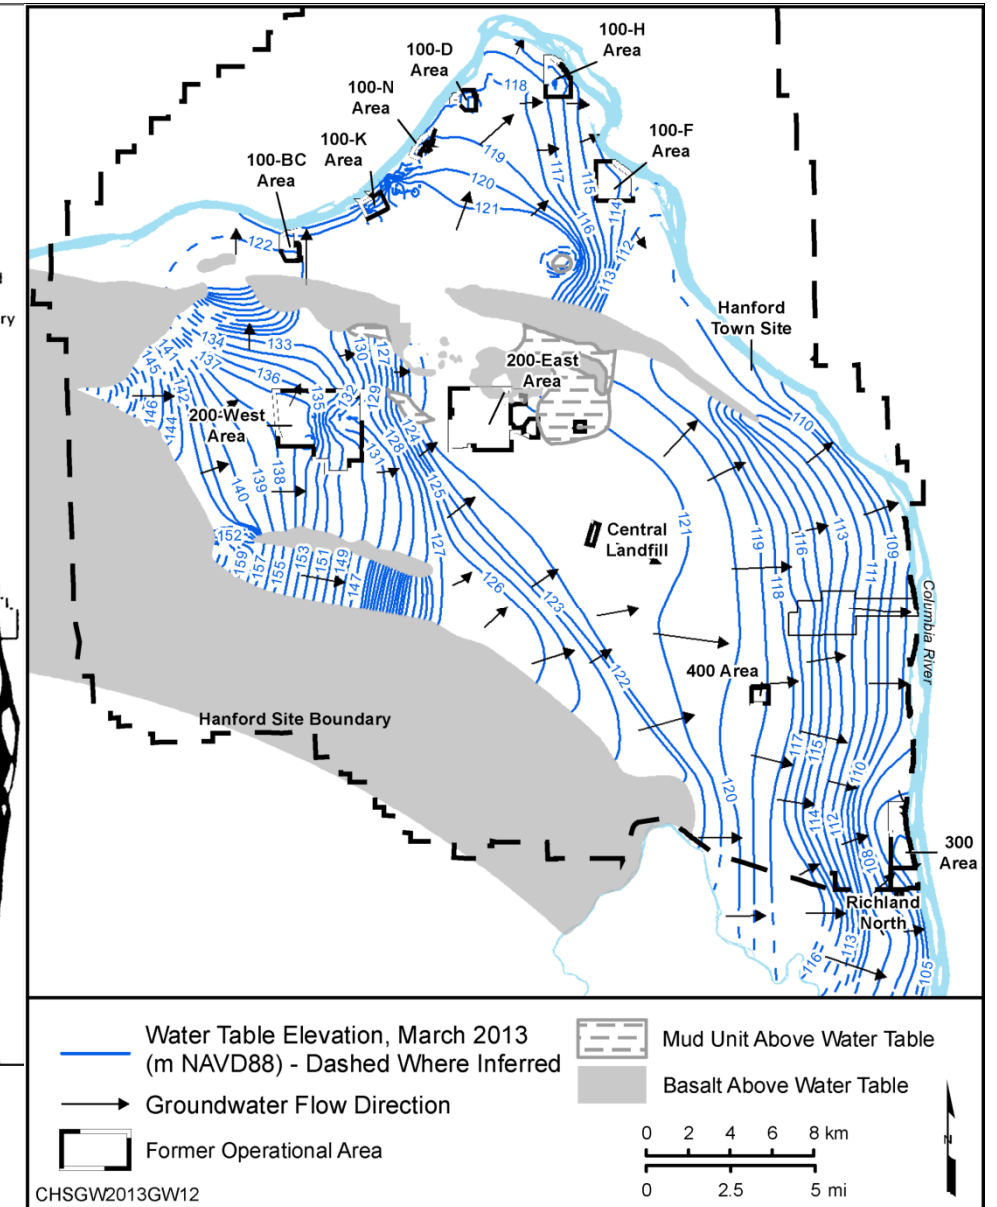 100-H
Area
100-D
Area
100-N
Area
118
100-F
Area
100-K
Area
119
100-BC
Area
117
115
120
121
114
116
122
112
113
ry
Hanford
Town Site
134
133
130
127
141
145
137
200-East
Area
136
142
135
132
129
146
110
200-West
Area
144
124
128
131
138
139
125
140
121
119
116
113
109
Central
Landfill
127
152
153
151
149
159
157
155
147
126
123
118
111
Columbia River
122
400 Area
Hanford Site Boundary
117
115
110
120
114
112
108
300
Area
Richland
North
113
116
105
Water Table Elevation, March 2013
(m NAVD88) - Dashed Where Inferred
Groundwater Flow Direction
Former Operational Area
Mud Unit Above Water Table
Basalt Above Water Table
0 2 4 6 8 km
0 2.5 5 mi
N
CHSGW2013GW12